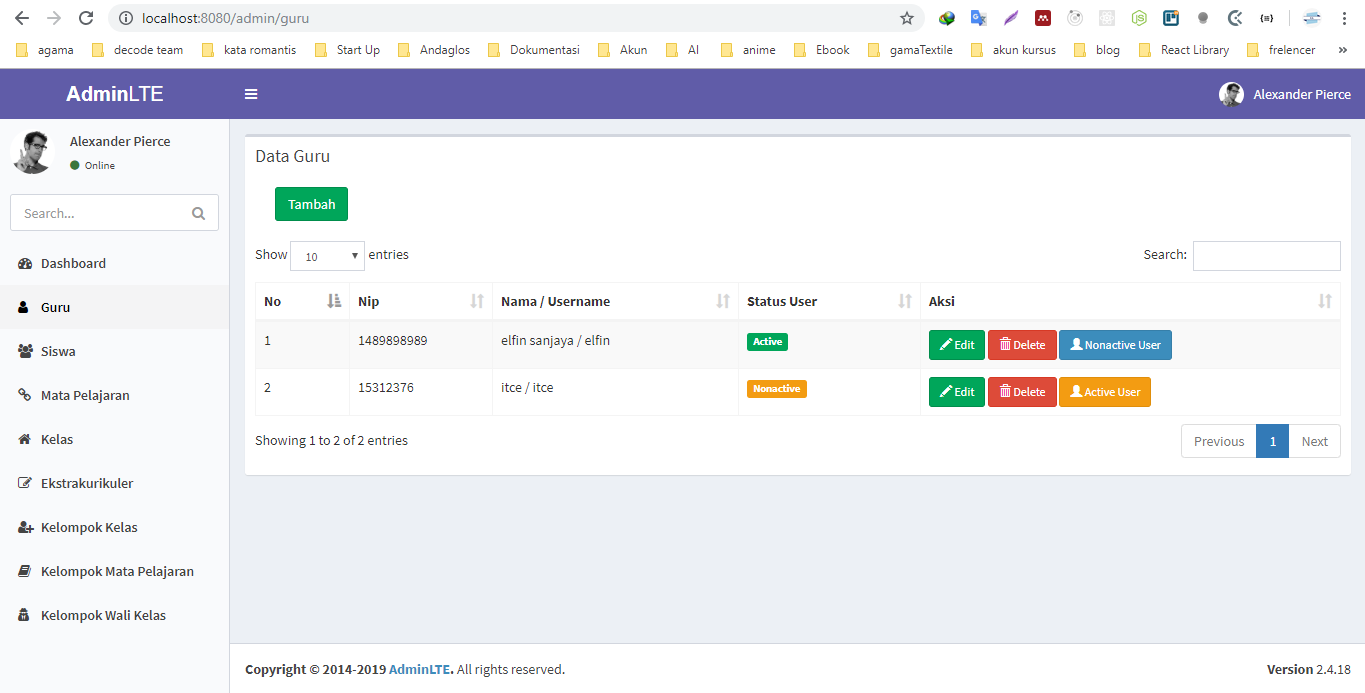 localhost:8080/admin/guru
agama decode team kata romantis Start Up Andaglos Dokumentasi Akun AI anime Ebook gamaTextile akun kursus blog React Library frelencer »
AdminLTE Alexander Pierce
Alexander Pierce
Online
Search...
Dashboard
Guru
Siswa
Mata Pelajaran
Kelas
Ekstrakurikuler
Kelompok Kelas
Kelompok Mata Pelajaran
Kelompok Wali Kelas
Data Guru
Tambah
Show 10 entries Search:
No Nip Nama / Username Status User Aksi
1 1489898989 elfin sanjaya / elfin Active Edit Delete Nonactive User
2 15312376 itce / itce Nonactive Edit Delete Active User
Showing 1 to 2 of 2 entries Previous 1 Next
Copyright © 2014-2019 AdminLTE. All rights reserved. Version 2.4.18